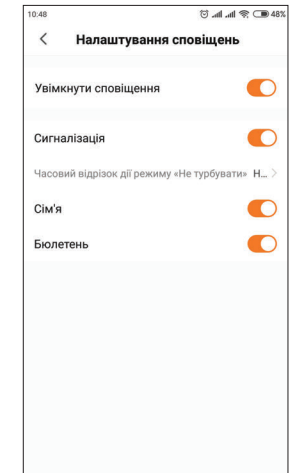 10:48 48%
Налаштування сповіщень
Увімкнути сповіщення
Сигналізація
Часовий відрізок дії режиму «Не турбувати» Н...
Сім'я
Бюлетень